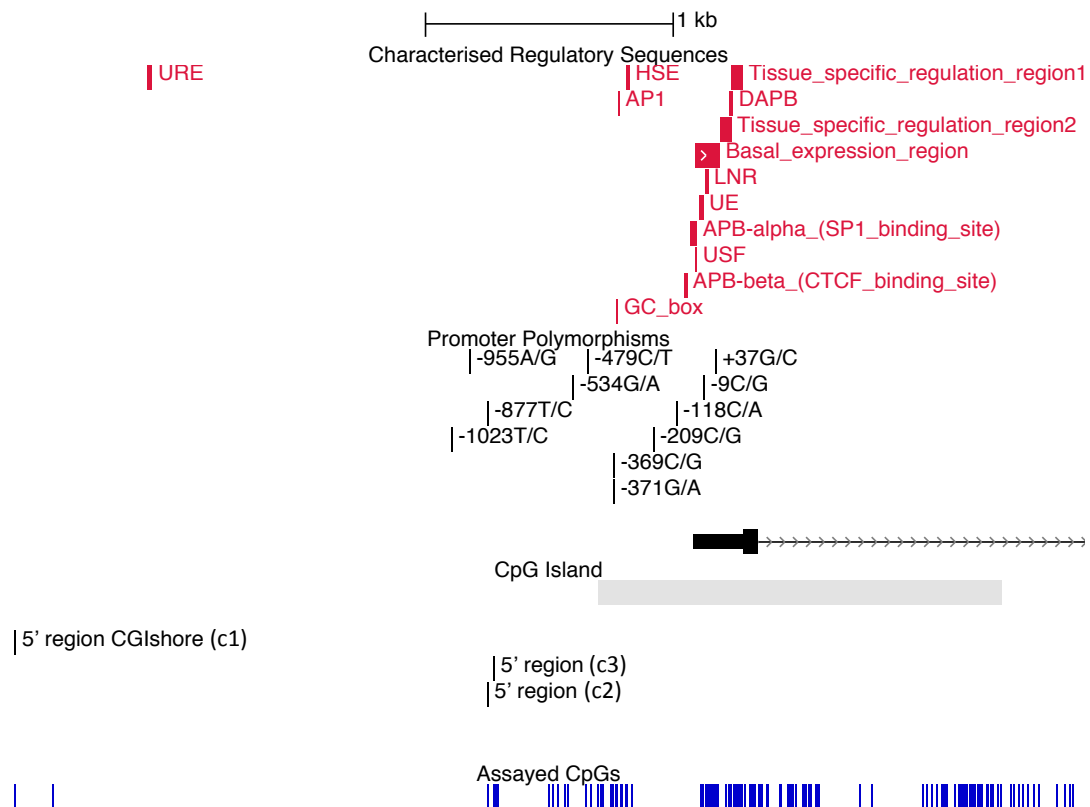 1 kb
Characterised Regulatory Sequences
URE
HSE
Tissue_specific_regulation_region1
AP1
DAPB
Tissue_specific_regulation_region2
Basal_expression_region
LNR
UE
APB-alpha_(SP1_binding_site)
USF
APB-beta_(CTCF_binding_site)
GC_box
Promoter Polymorphisms
-955A/G
-479C/T
+37G/C
-534G/A
-9C/G
-877T/C
-118C/A
-1023T/C
-209C/G
-369C/G
-371G/A
CpG Island
5' region CGIshore (c1)
5' region (c3)
5' region (c2)
Assayed CpGs